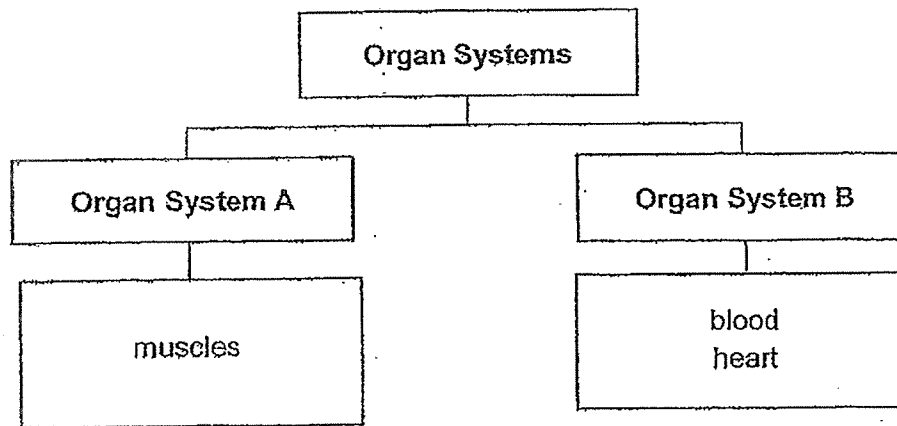 Organ Systems
Organ System A
Organ System B
muscles
blood
heart